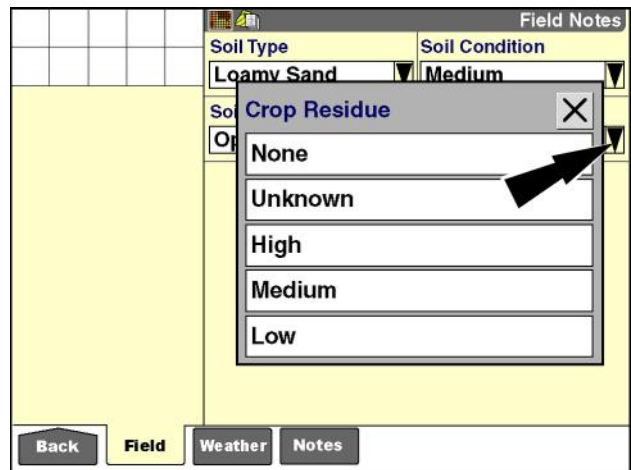 Field Notes
Soil Type Soil Condition
Loamy Sand Medium
Crop Residue
None
Unknown
High
Medium
Low
Back Field Weather Notes